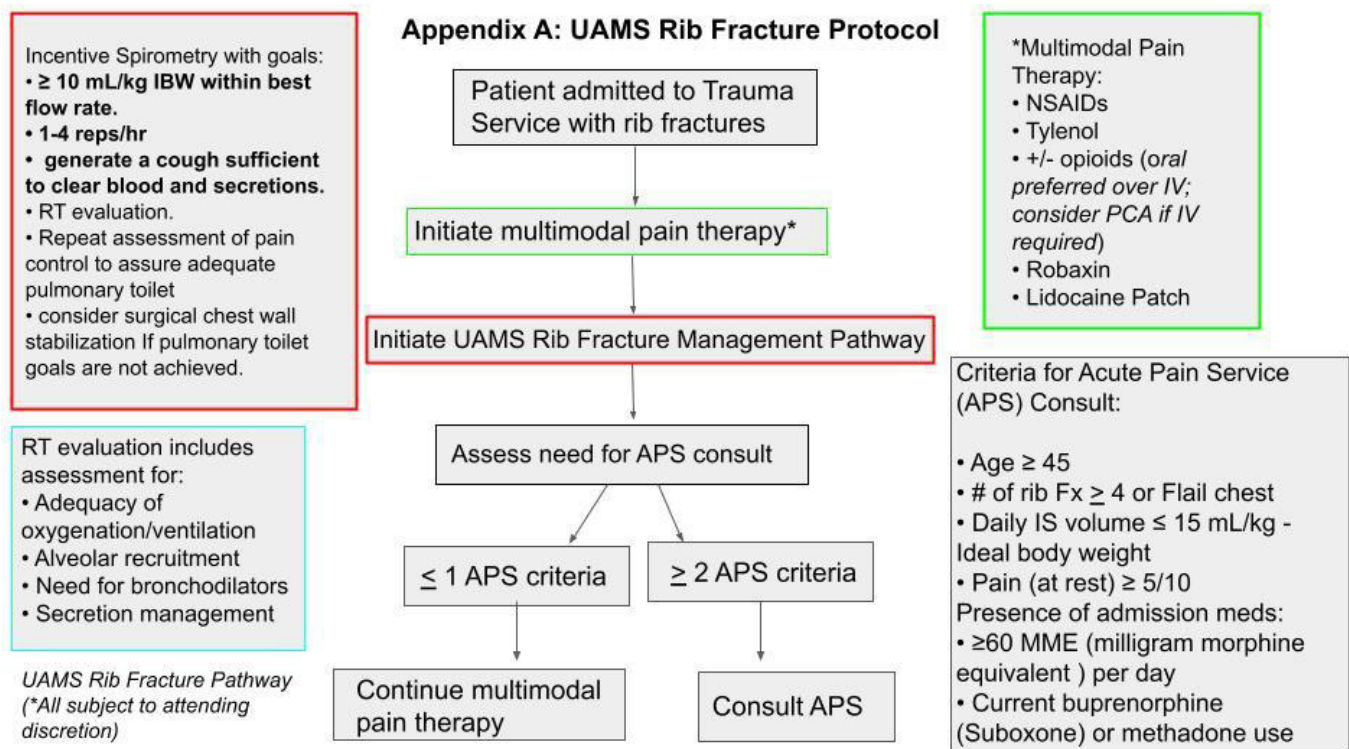 Appendix A: UAMS Rib Fracture Protocol
Incentive Spirometry with goals:
• ≥ 10 mL/kg IBW within best
flow rate.
• 1-4 reps/hr
• generate a cough sufficient
to clear blood and secretions.
• RT evaluation.
• Repeat assessment of pain
control to assure adequate
pulmonary toilet
• consider surgical chest wall
stabilization If pulmonary toilet
goals are not achieved.
RT evaluation includes
assessment for:
• Adequacy of
oxygenation/ventilation
• Alveolar recruitment
• Need for bronchodilators
• Secretion management
UAMS Rib Fracture Pathway
(*All subject to attending
discretion)
Patient admitted to Trauma
Service with rib fractures
Initiate multimodal pain therapy*
Initiate UAMS Rib Fracture Management Pathway
Assess need for APS consult
≤ 1 APS criteria
≥ 2 APS criteria
Continue multimodal
pain therapy
Consult APS
*Multimodal Pain
Therapy:
• NSAIDs
• Tylenol
• +/- opioids (oral
preferred over IV;
consider PCA if IV
required)
• Robaxin
• Lidocaine Patch
Criteria for Acute Pain Service
(APS) Consult:
• Age ≥ 45
• # of rib Fx ≥ 4 or Flail chest
• Daily IS volume ≤ 15 mL/kg -
Ideal body weight
• Pain (at rest) ≥ 5/10
Presence of admission meds:
• ≥60 MME (milligram morphine
equivalent ) per day
• Current buprenorphine
(Suboxone) or methadone use